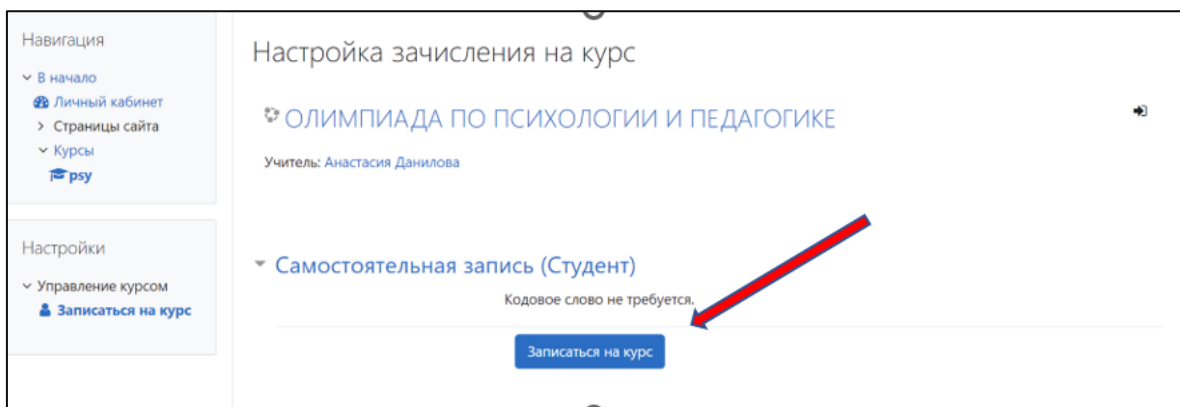 Навигация
В начало
Личный кабинет
Страницы сайта
Курсы
psy
Настройки
Управление курсом
Записаться на курс
Настройка зачисления на курс
ОЛИМПИАДА ПО ПСИХОЛОГИИ И ПЕДАГОГИКЕ
Учитель: Анастасия Данилова
Самостоятельная запись (Студент)
Кодовое слово не требуется.
Записаться на курс